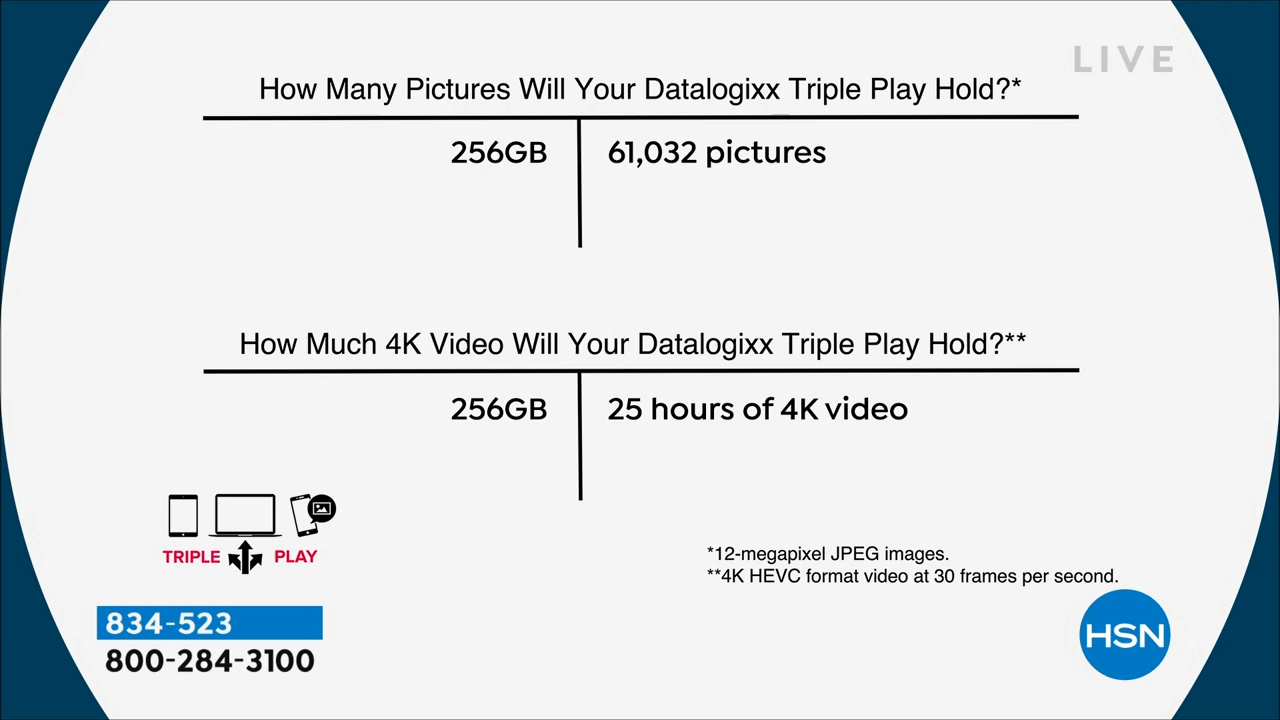 LIVE
How Many Pictures Will Your Datalogixx Triple Play Hold?*
256GB 61,032 pictures
How Much 4K Video Will Your Datalogixx Triple Play Hold?**
256GB 25 hours of 4K video
TRIPLE PLAY
*12-megapixel JPEG images.
**4K HEVC format video at 30 frames per second.
834-523
800-284-3100
HSN